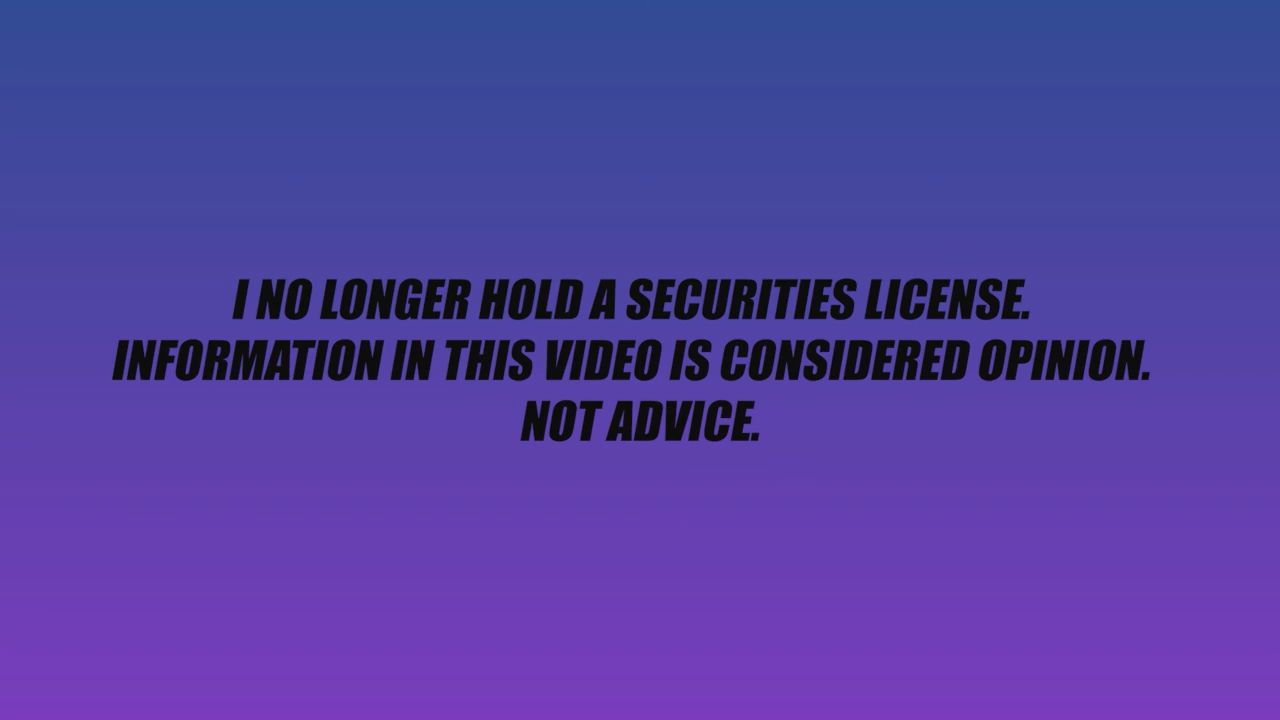 I NO LONGER HOLD A SECURITIES LICENSE.
INFORMATION IN THIS VIDEO IS CONSIDERED OPINION.
NOT ADVICE.